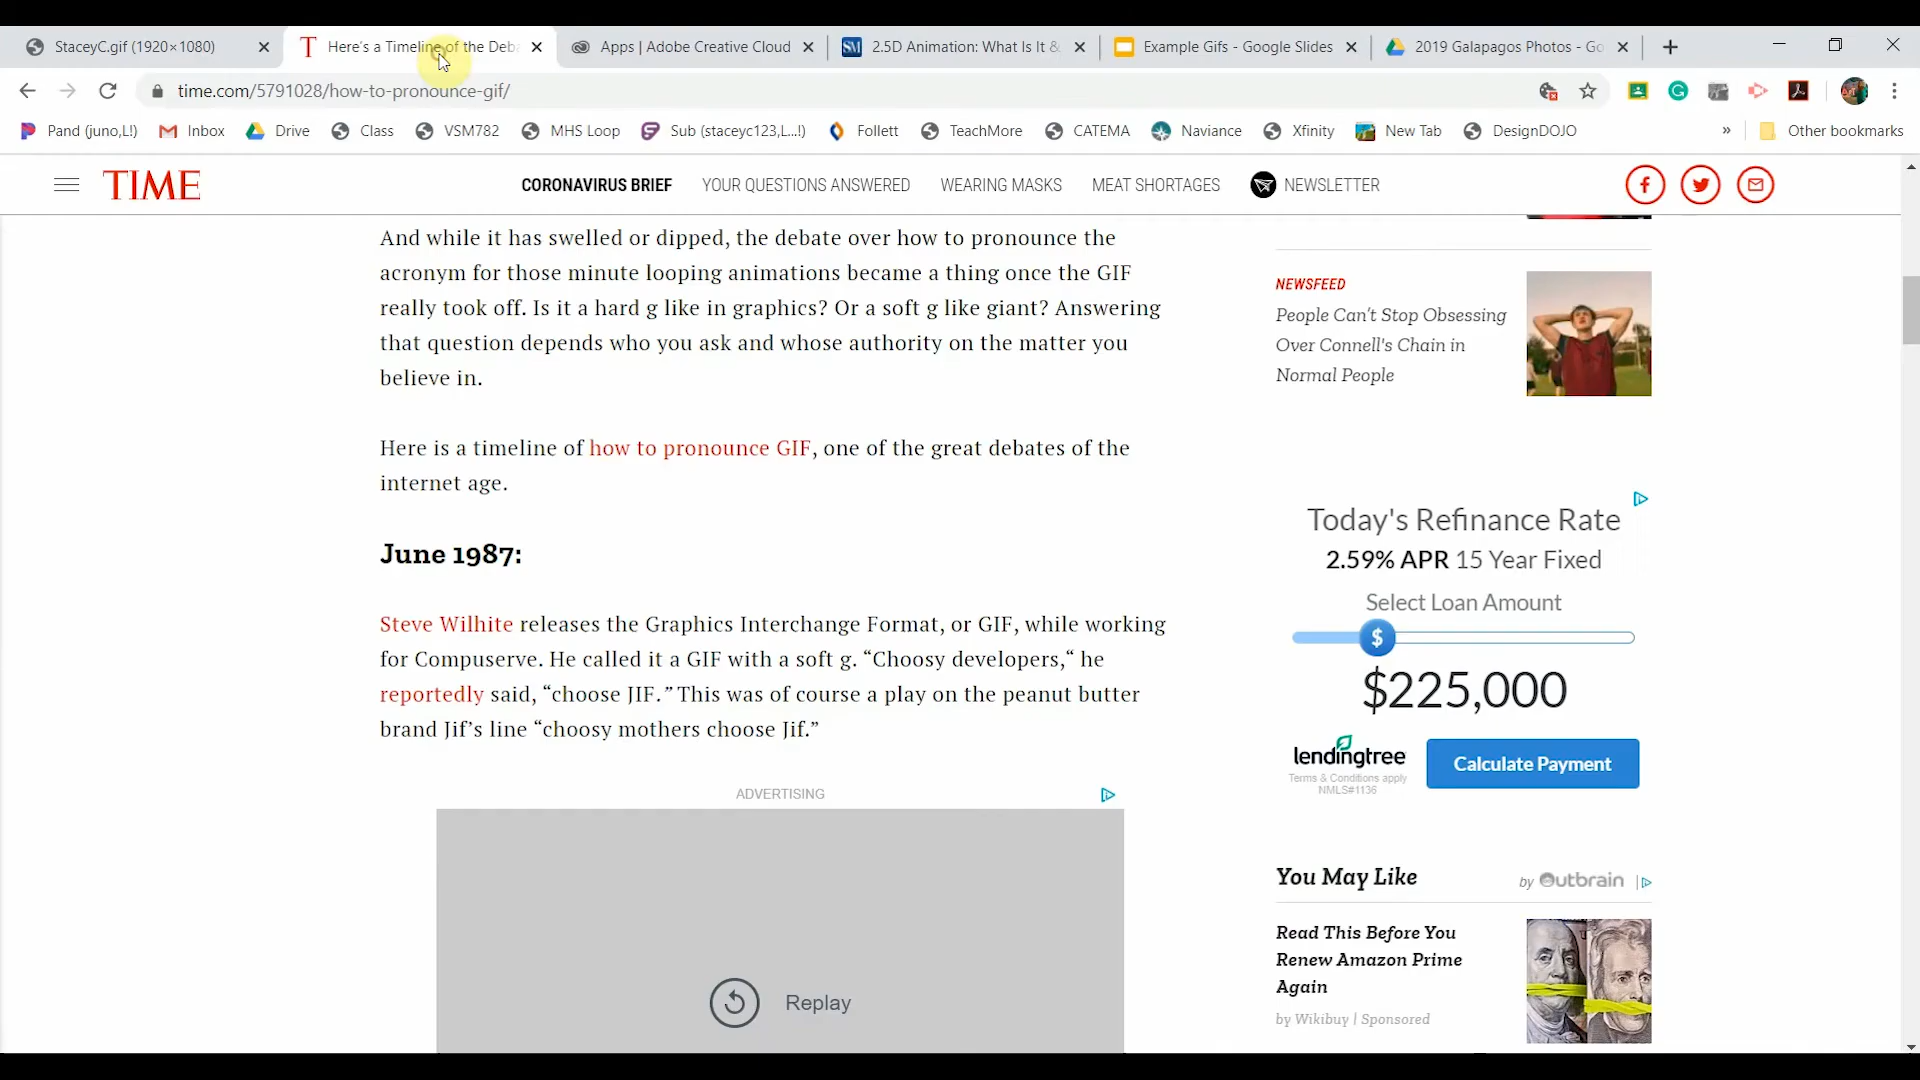 StaceyC.gif (1920×1080)
Here's a Timeline of the Deba
Apps | Adobe Creative Cloud
SM
2.5D Animation: What Is It &
Example Gifs - Google Slides
2019 Galapagos Photos - Go
time.com/5791028/how-to-pronounce-gif/
Pand (juno,L!)
Inbox
Drive
Class
VSM782
MHS Loop
Sub (staceyc123,L...!)
Follett
TeachMore
CATEMA
Naviance
Xfinity
New Tab
DesignDOJO
»
Other bookmarks
TIME
CORONAVIRUS BRIEF
YOUR QUESTIONS ANSWERED
WEARING MASKS
MEAT SHORTAGES
NEWSLETTER
And while it has swelled or dipped, the debate over how to pronounce the
acronym for those minute looping animations became a thing once the GIF
really took off. Is it a hard g like in graphics? Or a soft g like giant? Answering
that question depends who you ask and whose authority on the matter you
believe in.
Here is a timeline of how to pronounce GIF, one of the great debates of the
internet age.
June 1987:
Steve Wilhite releases the Graphics Interchange Format, or GIF, while working
for Compuserve. He called it a GIF with a soft g. “Choosy developers,“ he
reportedly said, “choose JIF.” This was of course a play on the peanut butter
brand Jif’s line “choosy mothers choose Jif.”
ADVERTISING
Replay
NEWSFEED
People Can’t Stop Obsessing
Over Connell's Chain in
Normal People
Today's Refinance Rate
2.59% APR 15 Year Fixed
Select Loan Amount
$
$225,000
lendingtree
Terms & Conditions apply
NMLS#1136
Calculate Payment
You May Like
by Outbrain |
Read This Before You
Renew Amazon Prime
Again
by Wikibuy | Sponsored